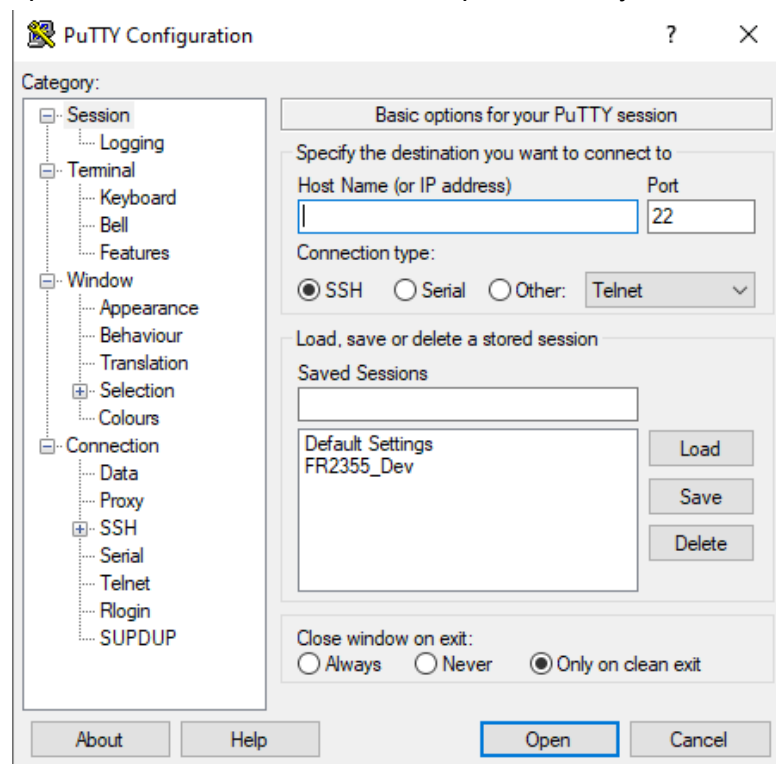 PuTTY Configuration
?
Category:
Session
Logging
Terminal
Keyboard
Bell
Features
Window
Appearance
Behaviour
Translation
Selection
Colours
Connection
Data
Proxy
SSH
Serial
Telnet
Rlogin
SUPDUP
Basic options for your PuTTY session
Specify the destination you want to connect to
Host Name (or IP address) Port
22
Connection type:
SSH Serial Other: Telnet
Load, save or delete a stored session
Saved Sessions
Default Settings
FR2355_Dev
Load
Save
Delete
Close window on exit:
Always Never Only on clean exit
About Help Open Cancel